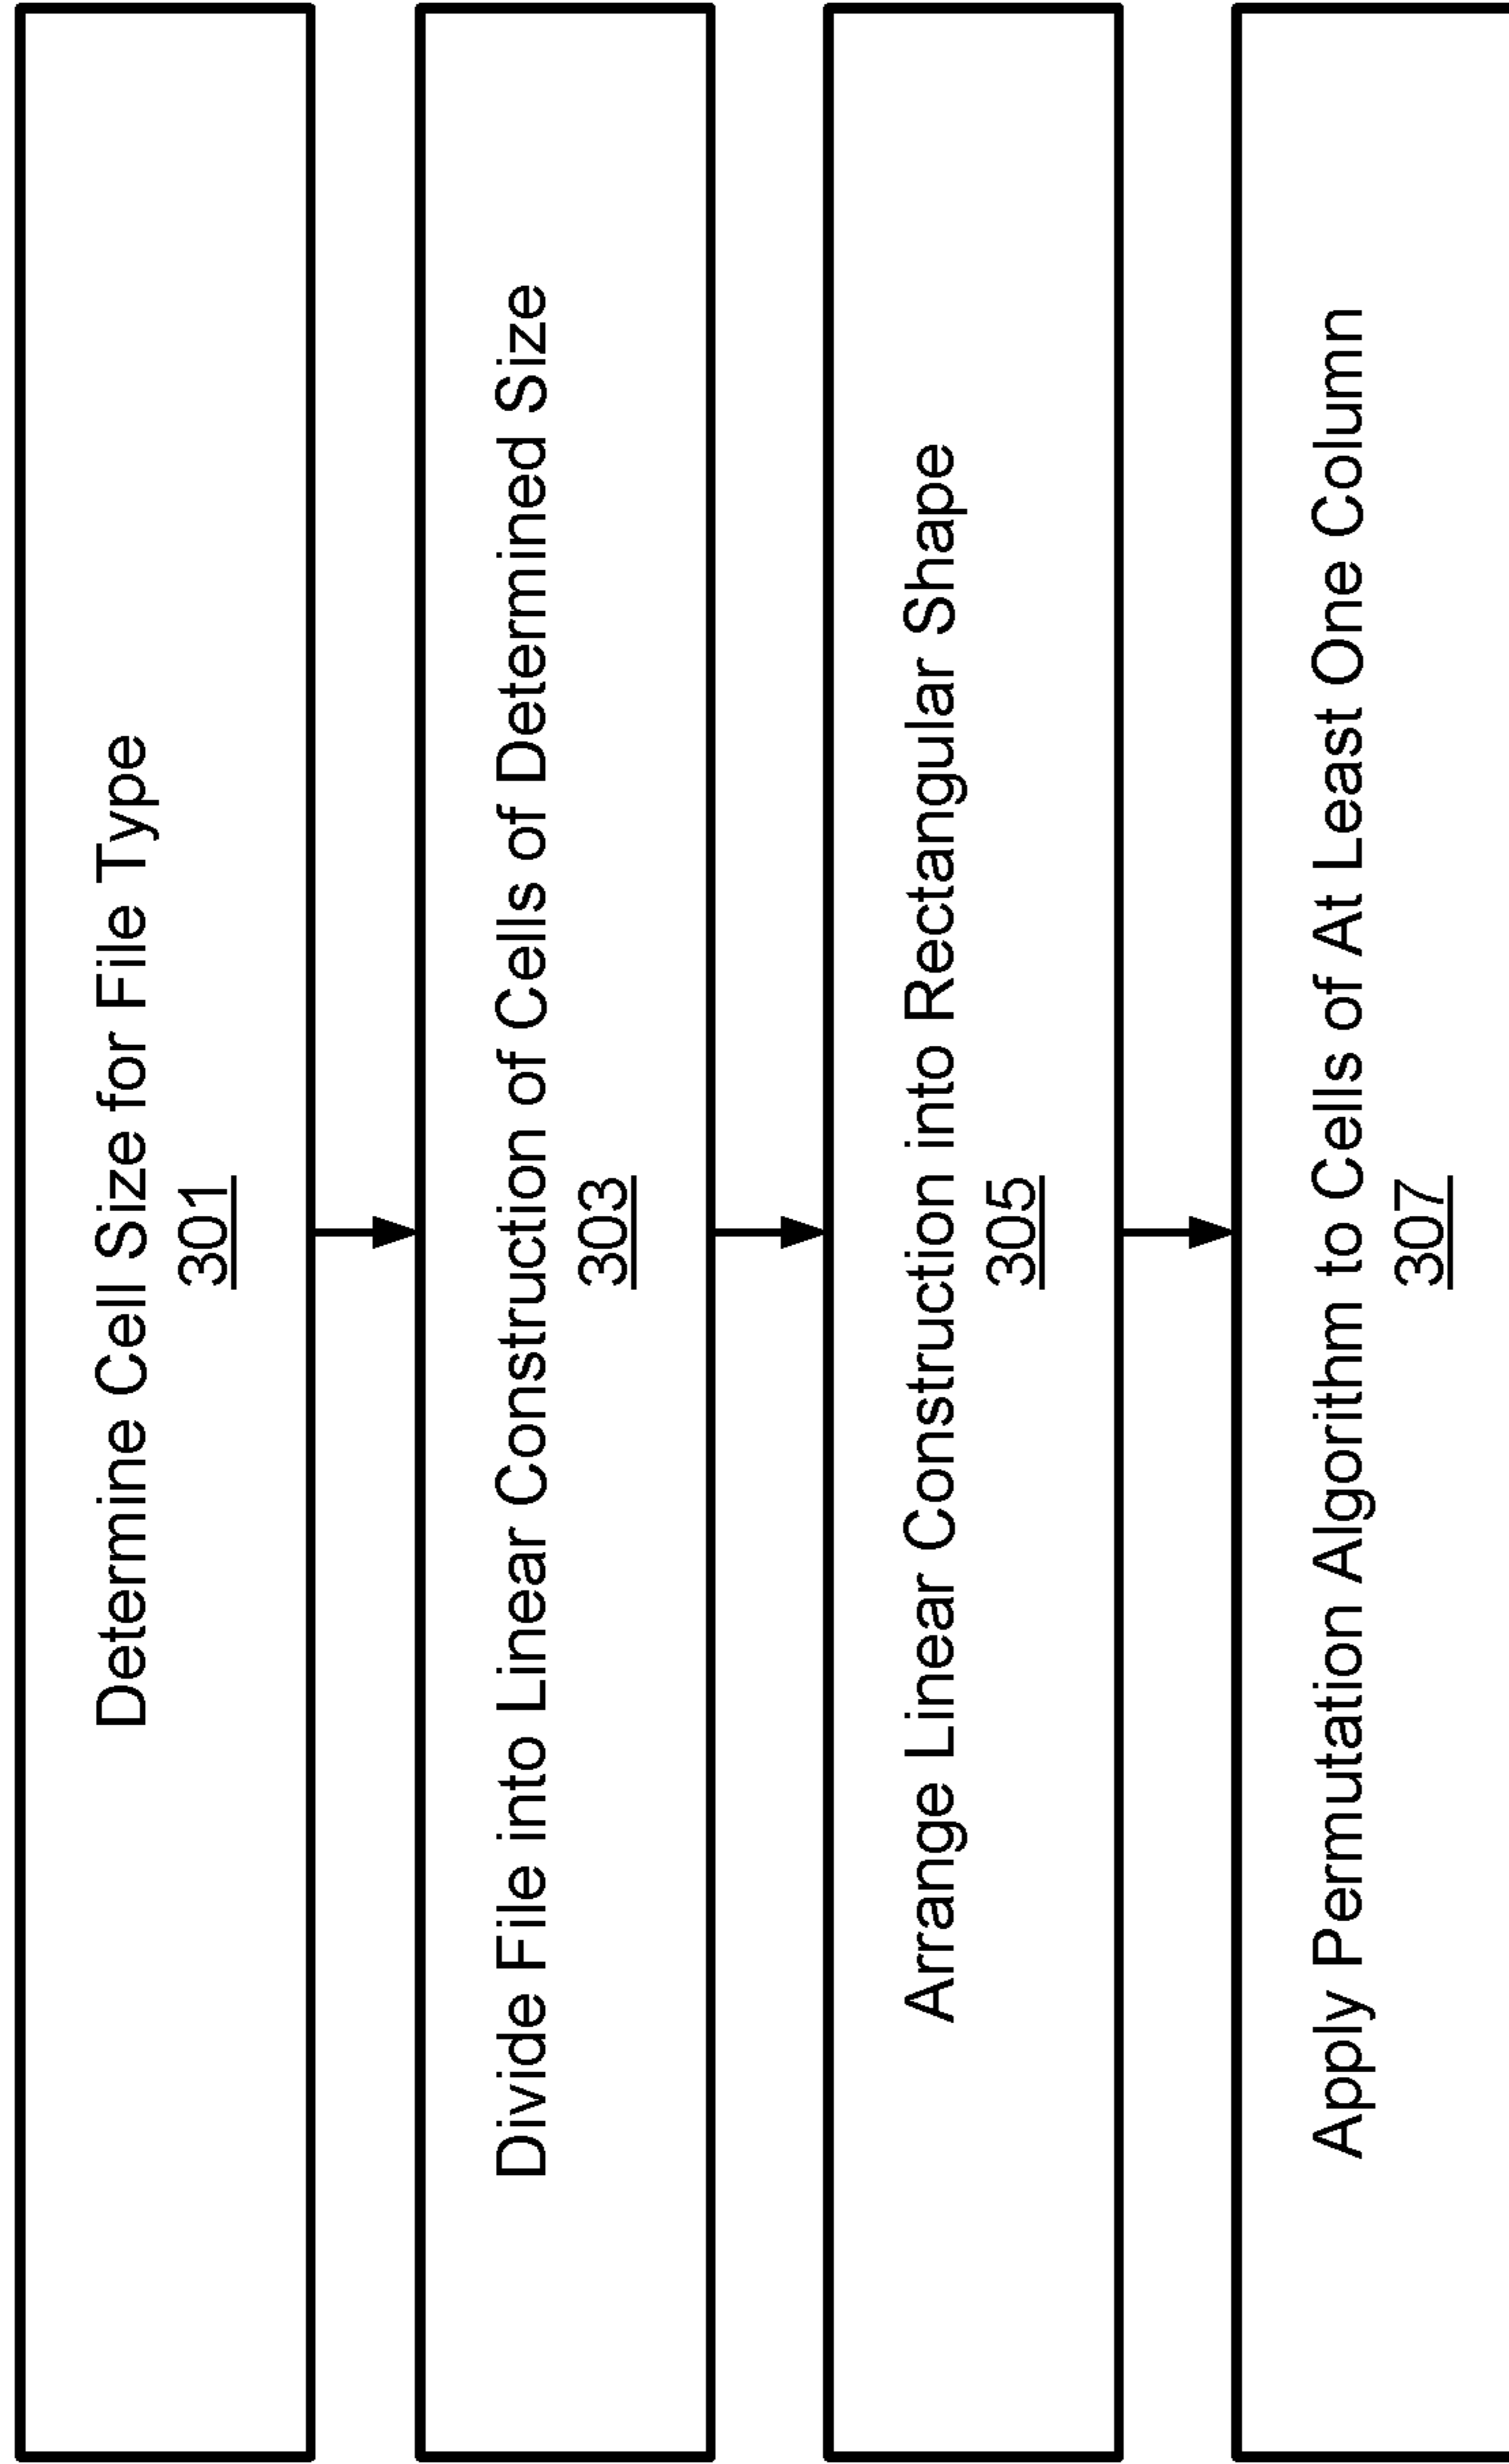 Determine Cell Size for File Type
301
Divide File into Linear Construction of Cells of Determined Size
303
Arrange Linear Construction into Rectangular Shape
305
Apply Permutation Algorithm to Cells of At Least One Column
307